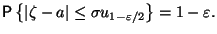 P{|ζ − a| ≤ σu_{1−ε/2}} = 1 − ε.